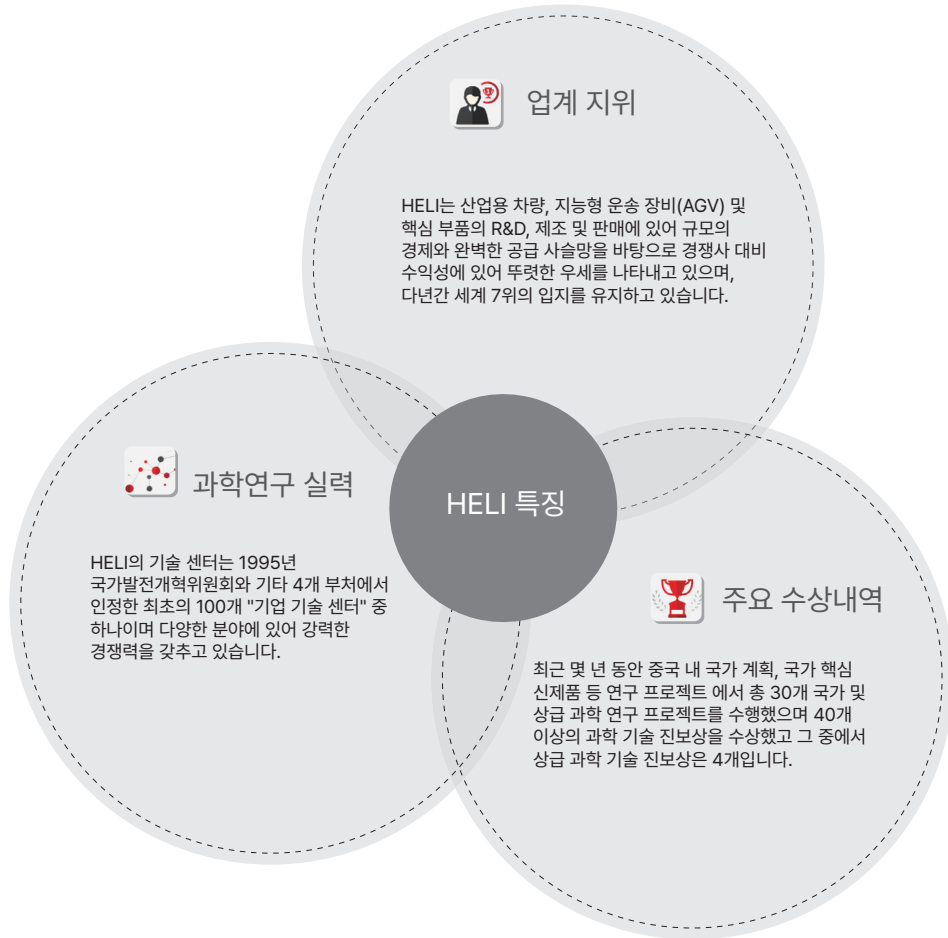 업계 지위
HELI는 산업용 차량, 지능형 운송 장비(AGV) 및
핵심 부품의 R&D, 제조 및 판매에 있어 규모의
경제와 완벽한 공급 사슬망을 바탕으로 경쟁사 대비
수익성에 있어 뚜렷한 우세를 나타내고 있으며,
다년간 세계 7위의 입지를 유지하고 있습니다.
HELI 특징
과학연구 실력
HELI의 기술 센터는 1995년
국가발전개혁위원회와 기타 4개 부처에서
인정한 최초의 100개 "기업 기술 센터" 중
하나이며 다양한 분야에 있어 강력한
경쟁력을 갖추고 있습니다.
주요 수상내역
최근 몇 년 동안 중국 내 국가 계획, 국가 핵심
신제품 등 연구 프로젝트 에서 총 30개 국가 및
상급 과학 연구 프로젝트를 수행했으며 40개
이상의 과학 기술 진보상을 수상했고 그 중에서
상급 과학 기술 진보상은 4개입니다.